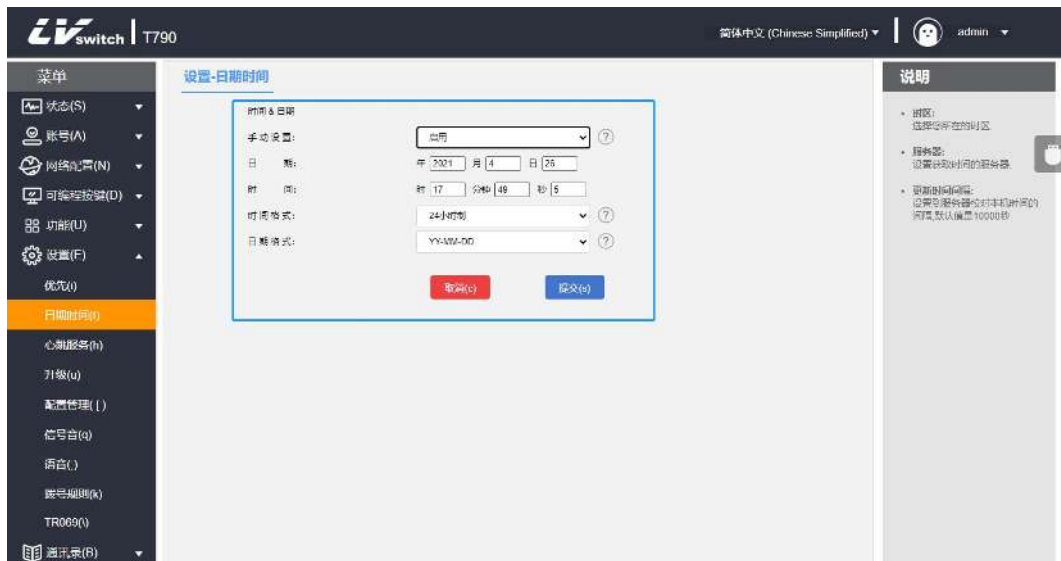 LVswitch T790
简体中文 (Chinese Simplified)
admin
菜单
状态(S)
账号(A)
网络配置(N)
可编程按键(D)
功能(U)
设置(F)
优先(i)
日期时间(t)
心跳服务(h)
升级(u)
配置管理([)
信号音(q)
语音(;)
拨号规则(k)
TR069(\)
通讯录(B)
设置-日期时间
时间&日期
手动设置: 启用 ?
日 期: 年 2021 月 4 日 26
时 间: 时 17 分钟 49 秒 5
时间格式: 24小时制 ?
日期格式: YY-MM-DD ?
取消(c) 提交(s)
说明
时区:
选择您所在的时区
服务器:
设置获取时间的服务器
更新时间间隔:
设置到服务器校对本机时间的
间隔,默认值是10000秒